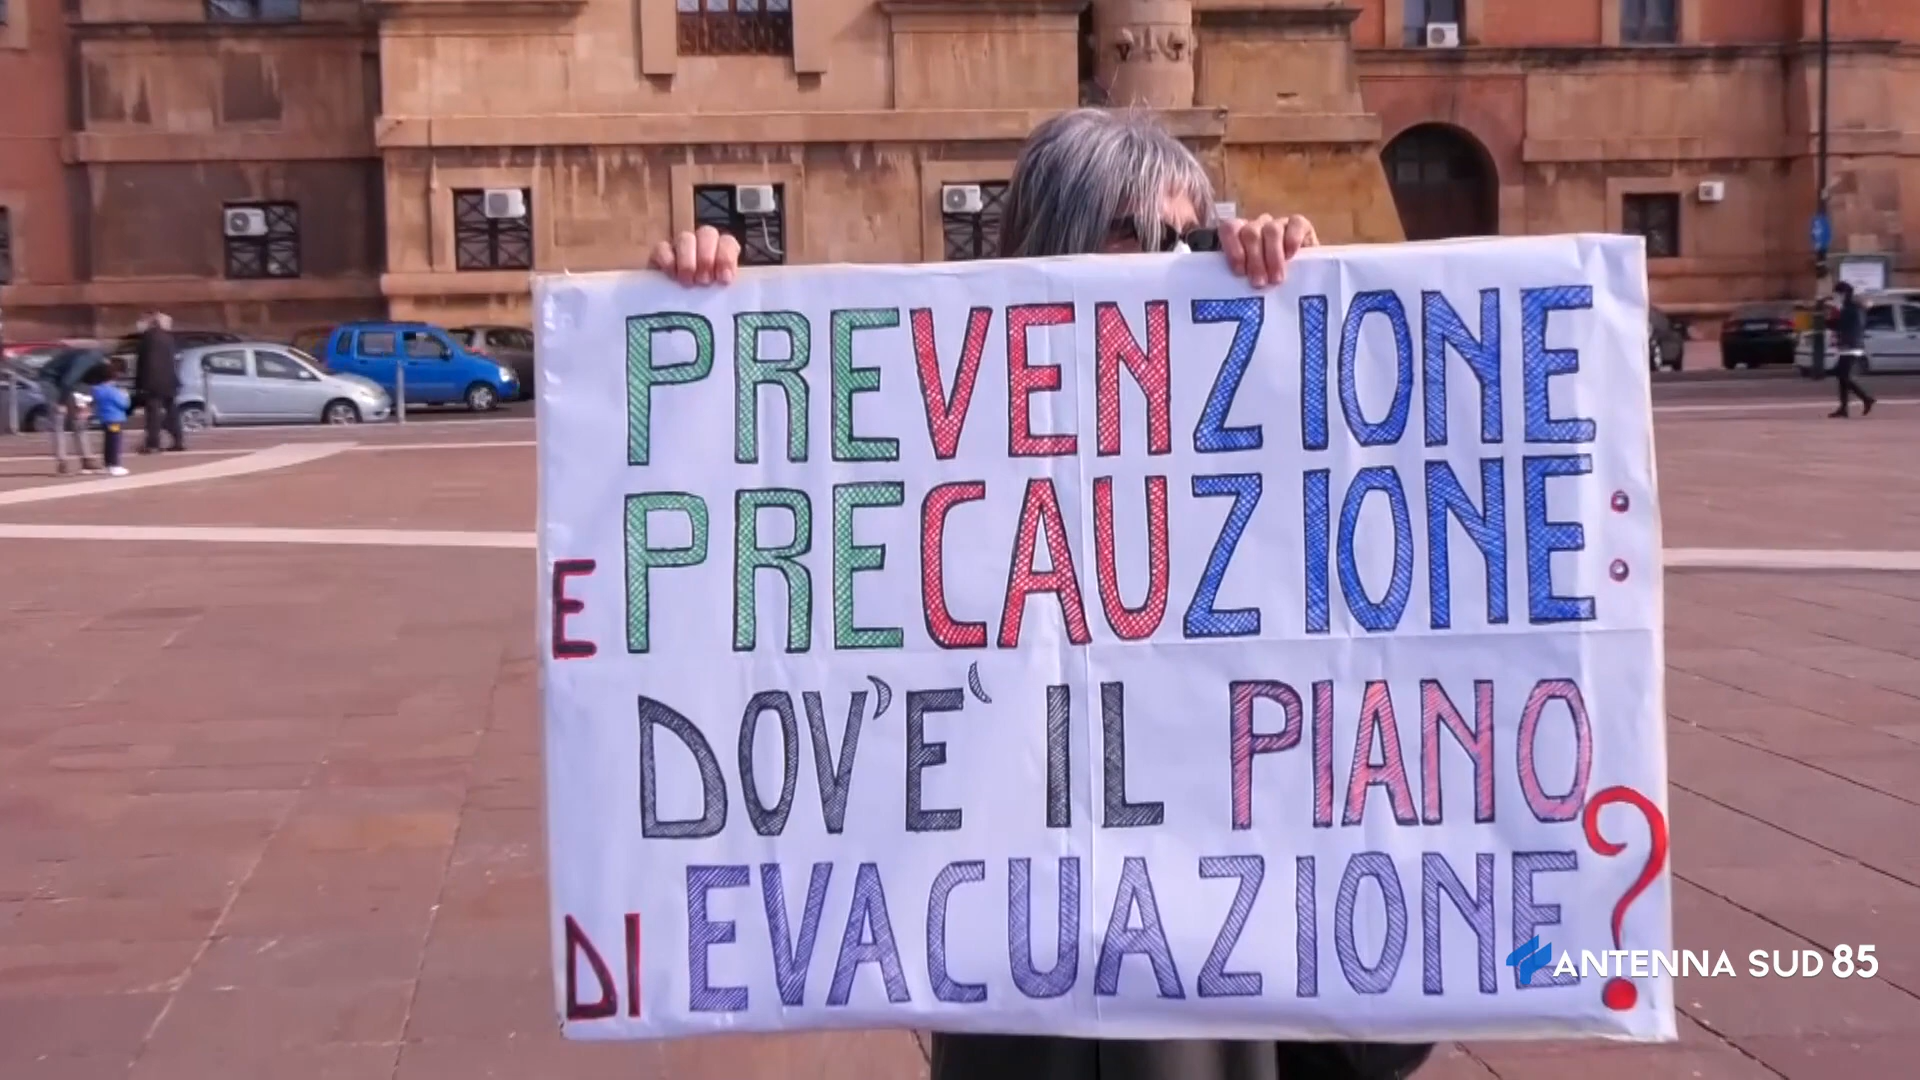 PREVENZIONE
E PRECAUZIONE:
DOV'È IL PIANO
DI EVACUAZIONE?
ANTENNA SUD 85